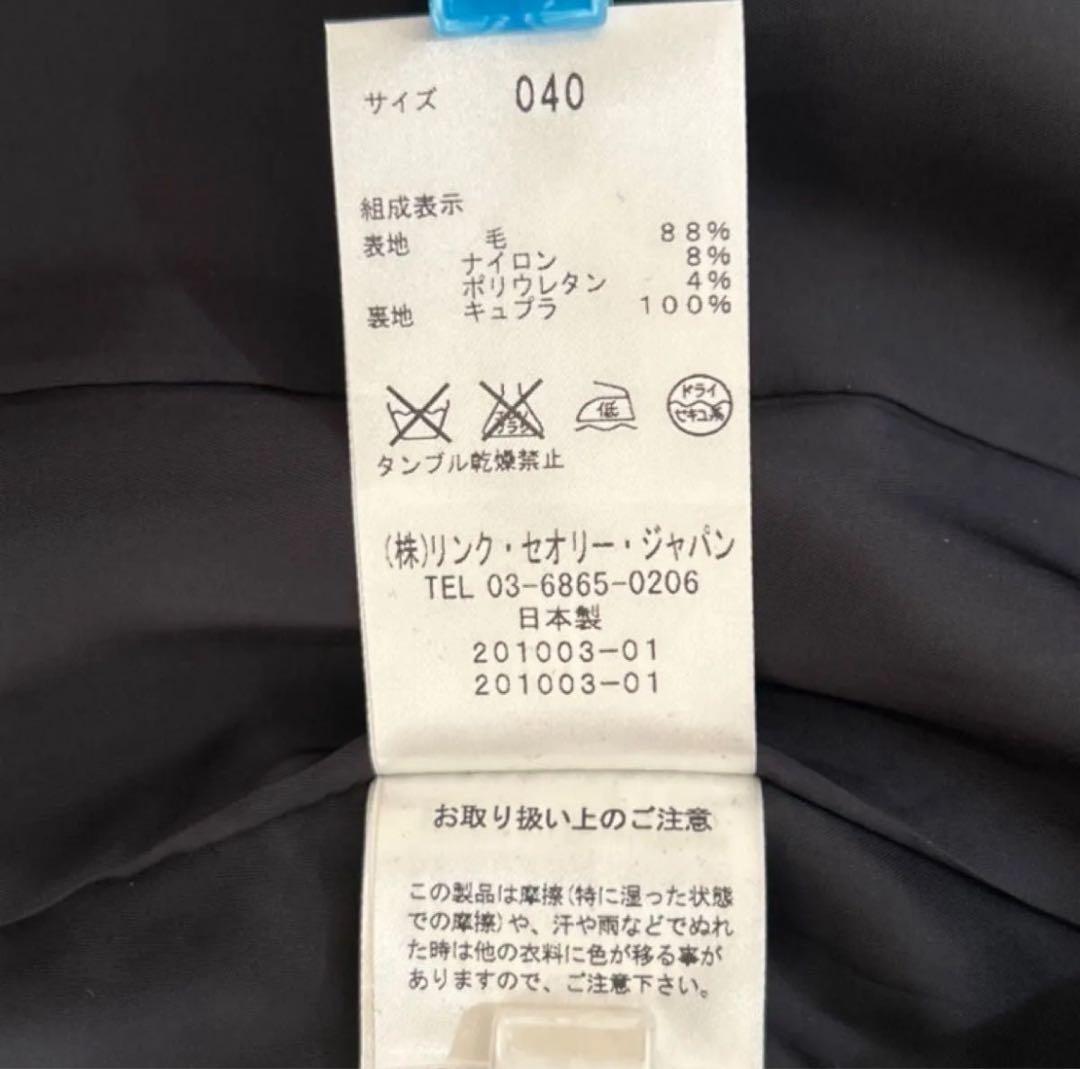 サイズ 040
組成表示
表地 毛 88%
ナイロン 8%
ポリウレタン 4%
裏地 キュプラ 100%
低
ドライ
セキユ系
タンブル乾燥禁止
(株)リンク・セオリー・ジャパン
TEL 03-6865-0206
日本製
201003-01
201003-01
お取り扱い上のご注意
この製品は摩擦(特に湿った状態
での摩擦)や、汗や雨などでぬれ
た時は他の衣料に色が移る事が
ありますので、ご注意下さい。